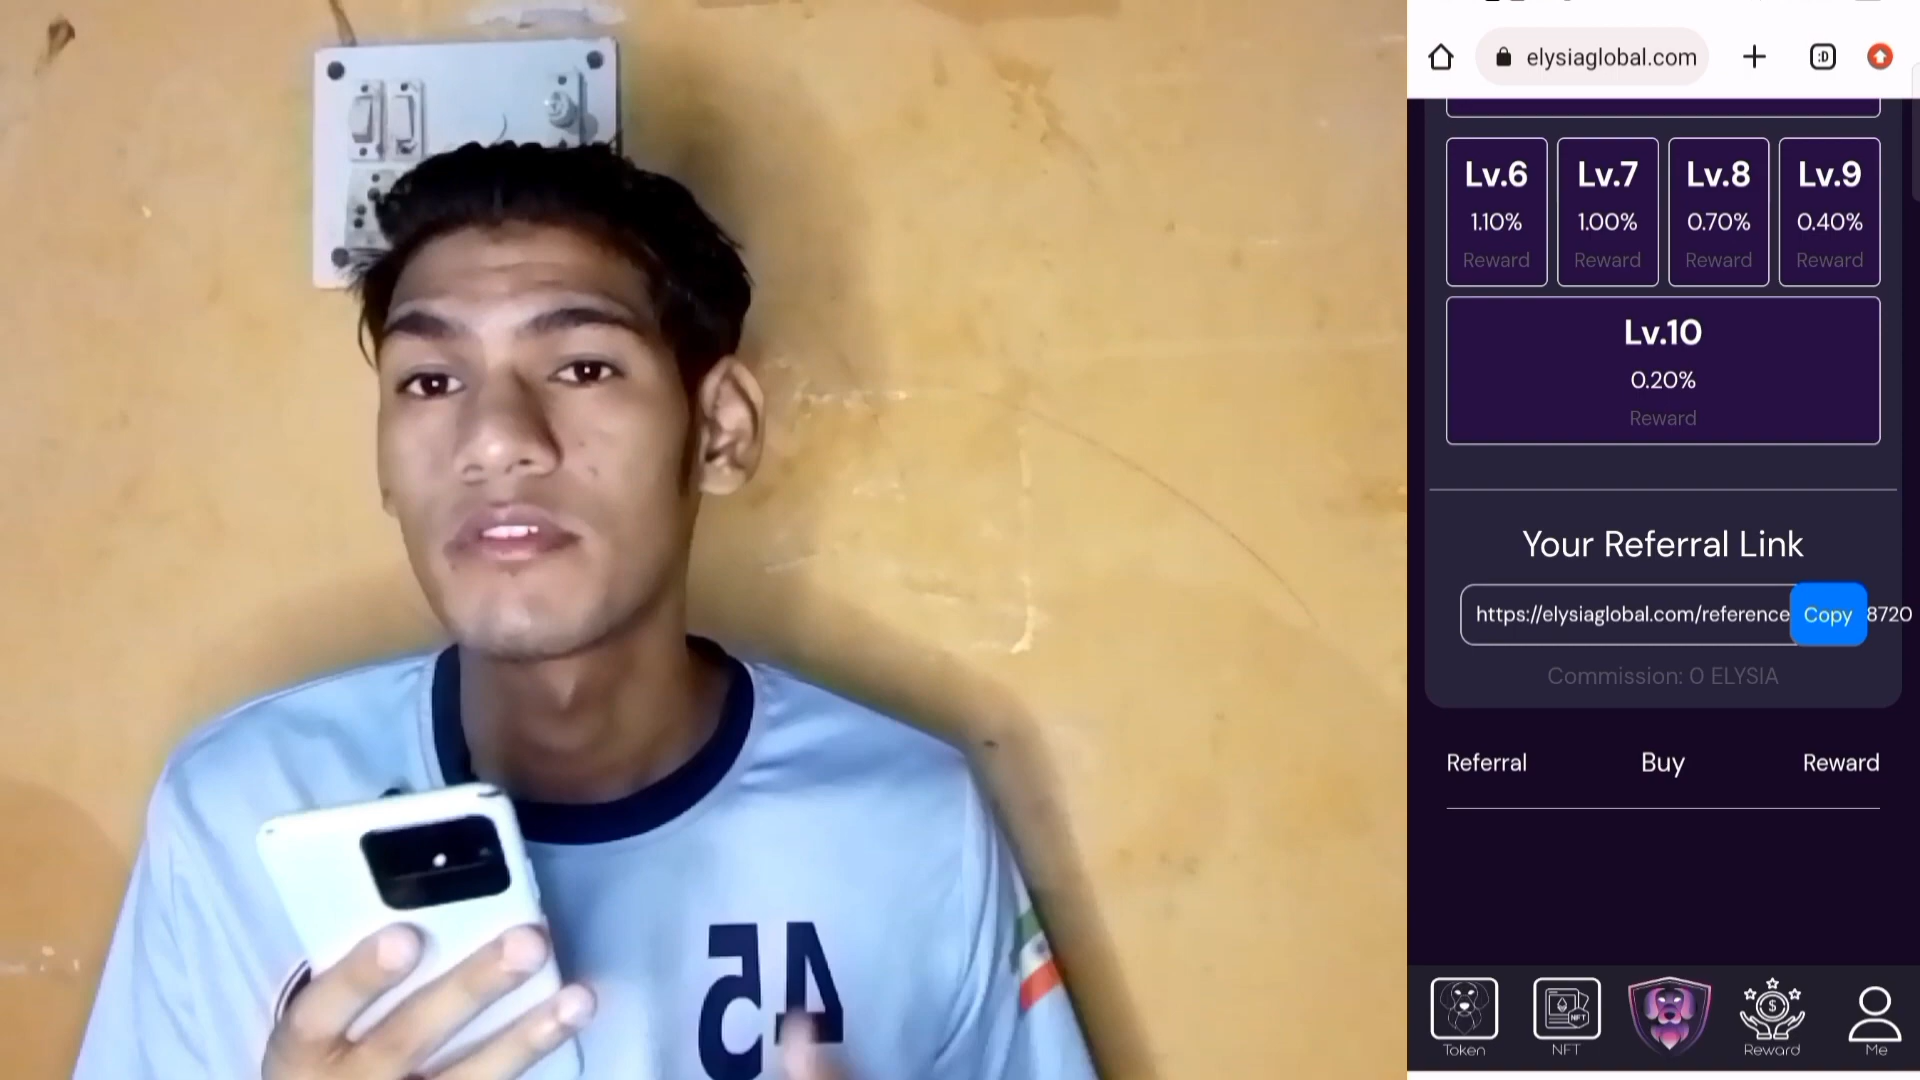 45
elysiaglobal.com
:D
Lv.6 Lv.7 Lv.8 Lv.9
1.10% 1.00% 0.70% 0.40%
Reward Reward Reward Reward
Lv.10
0.20%
Reward
Your Referral Link
https://elysiaglobal.com/reference Copy 8720
Commission: 0 ELYSIA
Referral Buy Reward
NFT
$
Token NFT Reward Me